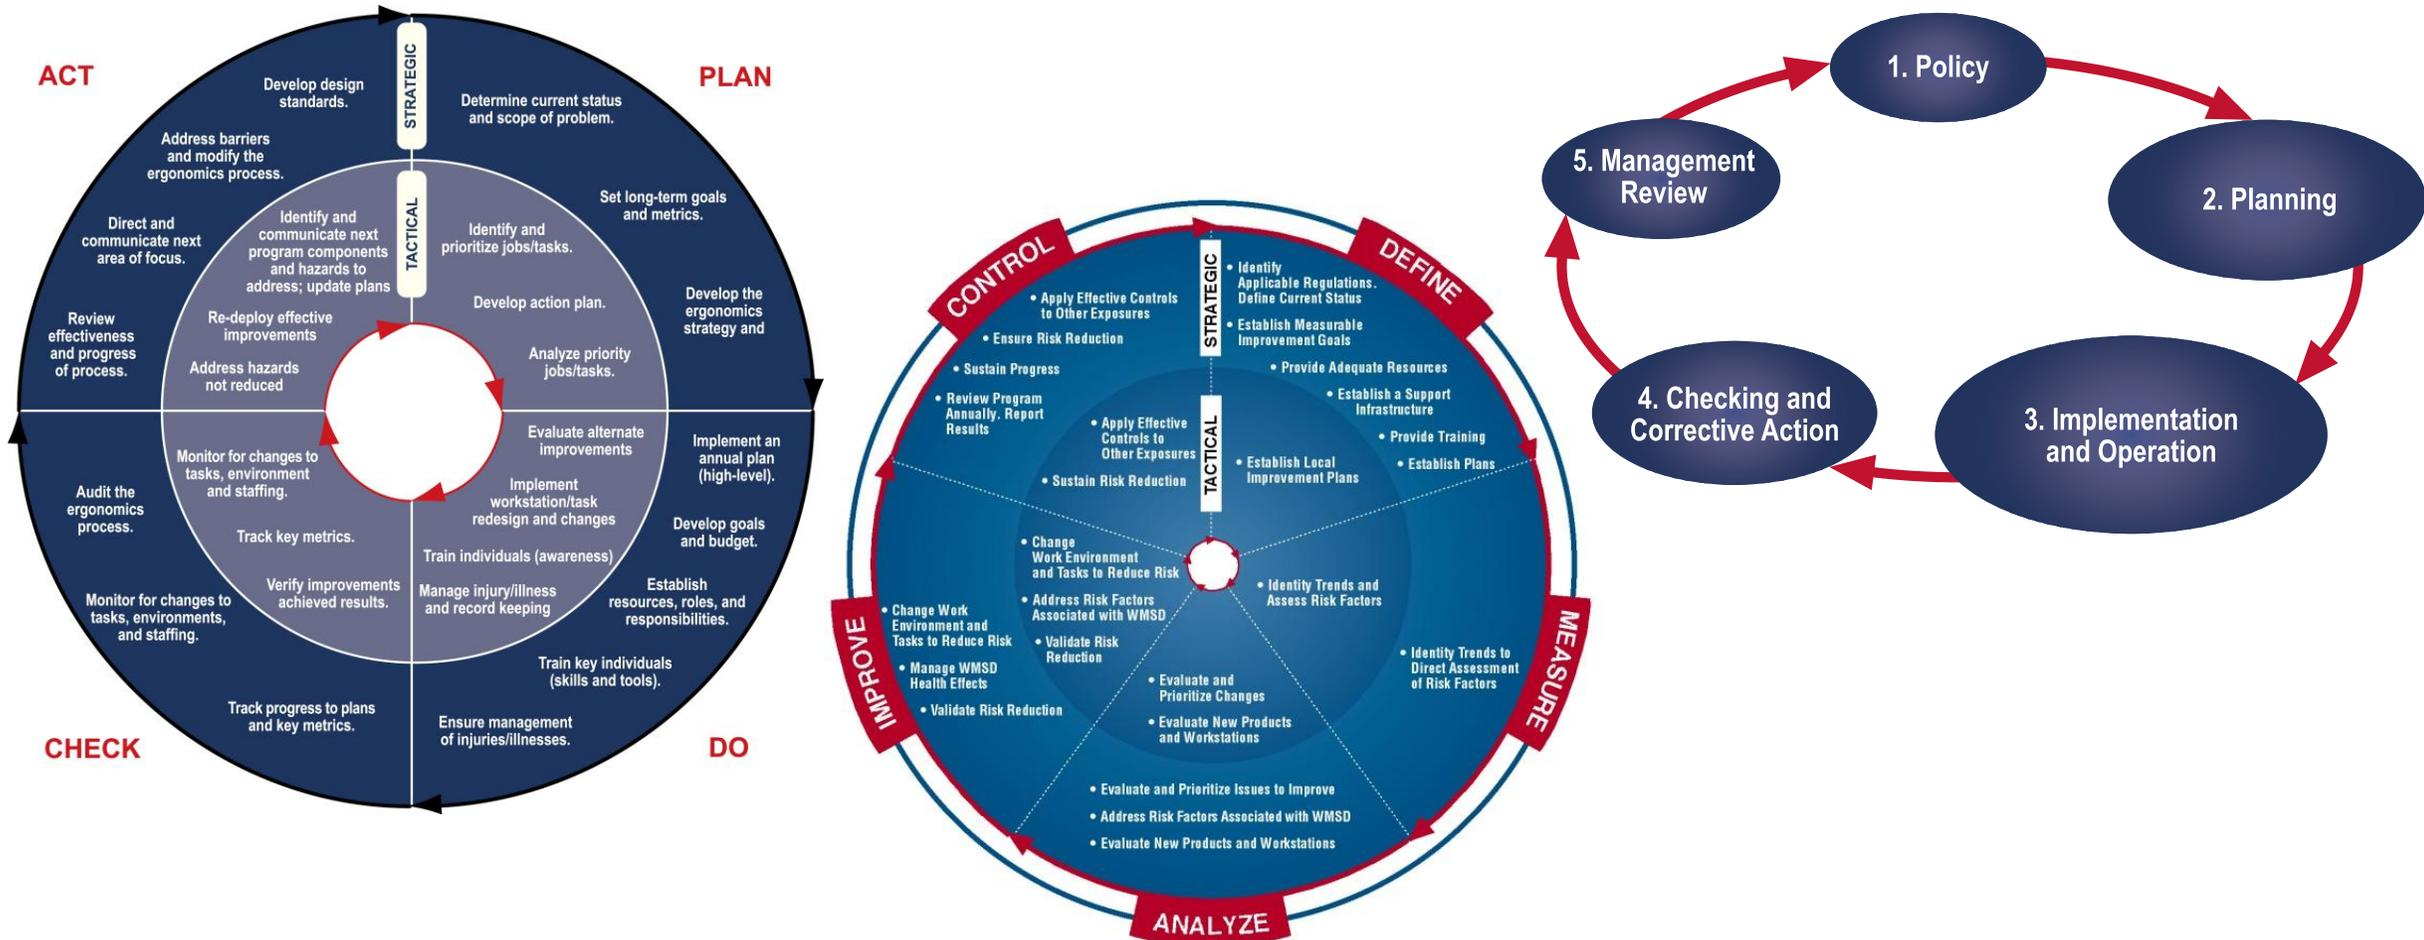 ACT
PLAN
CHECK
DO
STRATEGIC
TACTICAL
Develop design
standards.
Address barriers
and modify the
ergonomics process.
Direct and
communicate next
area of focus.
Review
effectiveness
and progress
of process.
Identify and
communicate next
program components
and hazards to
address; update plans
Re-deploy effective
improvements
Address hazards
not reduced
Determine current status
and scope of problem.
Set long-term goals
and metrics.
Develop the
ergonomics
strategy and
Identify and
prioritize jobs/tasks.
Develop action plan.
Analyze priority
jobs/tasks.
Evaluate alternate
improvements
Implement
workstation/task
redesign and changes
Train individuals (awareness)
Manage injury/illness
and record keeping
Implement an
annual plan
(high-level).
Develop goals
and budget.
Establish
resources, roles, and
responsibilities.
Train key individuals
(skills and tools).
Ensure management
of injuries/illnesses.
Monitor for changes to
tasks, environment
and staffing.
Track key metrics.
Verify improvements
achieved results.
Audit the
ergonomics
process.
Monitor for changes to
tasks, environments,
and staffing.
Track progress to plans
and key metrics.
CONTROL
DEFINE
MEASURE
ANALYZE
IMPROVE
STRATEGIC
TACTICAL
• Apply Effective Controls
to Other Exposures
• Ensure Risk Reduction
• Sustain Progress
• Review Program
Annually. Report
Results
• Apply Effective
Controls to
Other Exposures
• Sustain Risk Reduction
• Identify
Applicable Regulations.
Define Current Status
• Establish Measurable
Improvement Goals
• Provide Adequate Resources
• Establish a Support
Infrastructure
• Provide Training
• Establish Plans
• Establish Local
Improvement Plans
• Identity Trends and
Assess Risk Factors
• Identity Trends to
Direct Assessment
of Risk Factors
• Evaluate and
Prioritize Changes
• Evaluate New Products
and Workstations
• Evaluate and Prioritize Issues to Improve
• Address Risk Factors Associated with WMSD
• Evaluate New Products and Workstations
• Change
Work Environment
and Tasks to Reduce Risk
• Address Risk Factors
Associated with WMSD
• Validate Risk
Reduction
• Change Work
Environment and
Tasks to Reduce Risk
• Manage WMSD
Health Effects
• Validate Risk Reduction
1. Policy
2. Planning
3. Implementation
and Operation
4. Checking and
Corrective Action
5. Management
Review